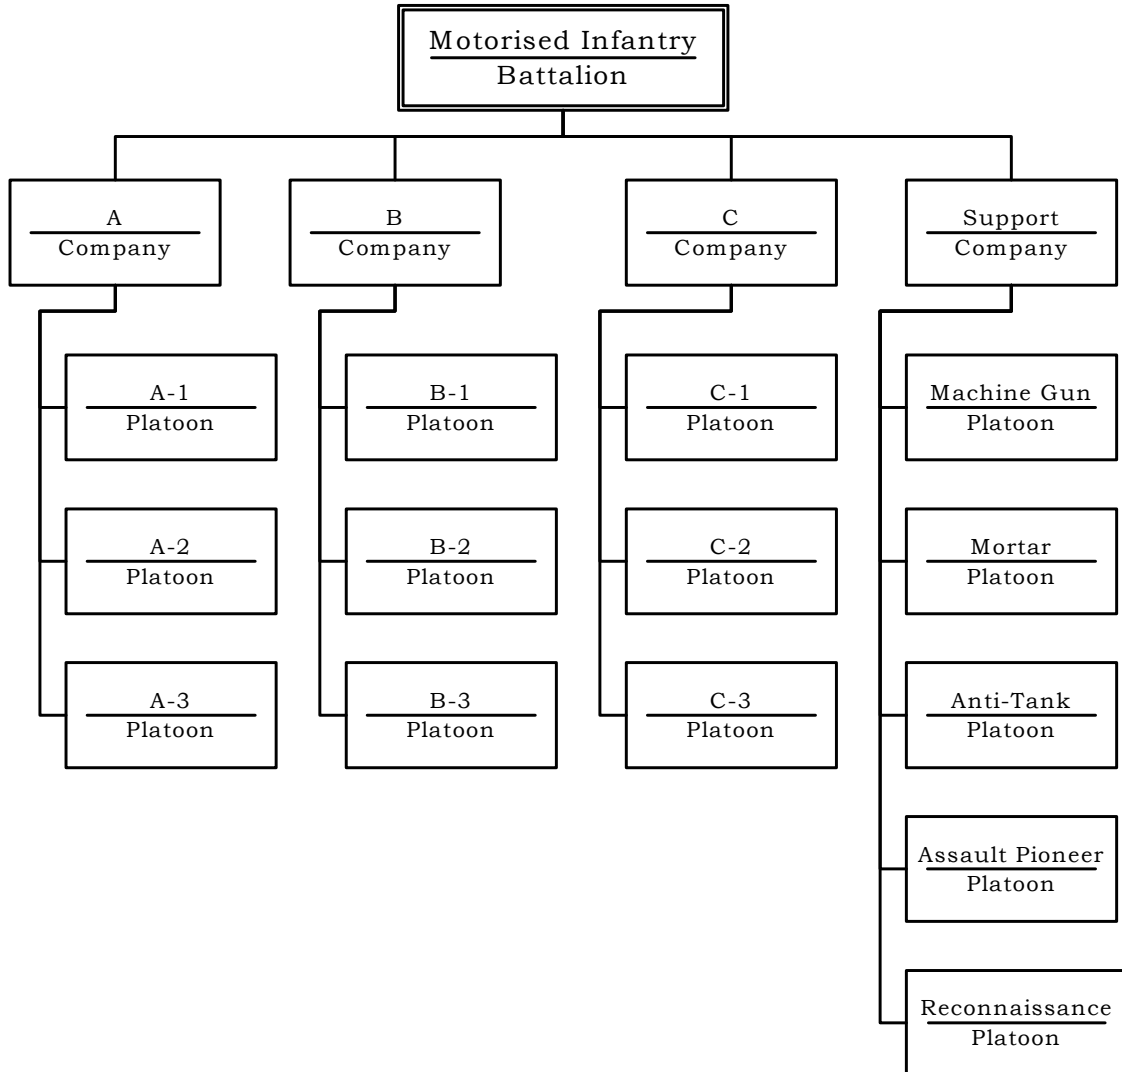 Motorised Infantry
Battalion
A
Company
B
Company
C
Company
Support
Company
A-1
Platoon
B-1
Platoon
C-1
Platoon
Machine Gun
Platoon
A-2
Platoon
B-2
Platoon
C-2
Platoon
Mortar
Platoon
A-3
Platoon
B-3
Platoon
C-3
Platoon
Anti-Tank
Platoon
Assault Pioneer
Platoon
Reconnaissance
Platoon